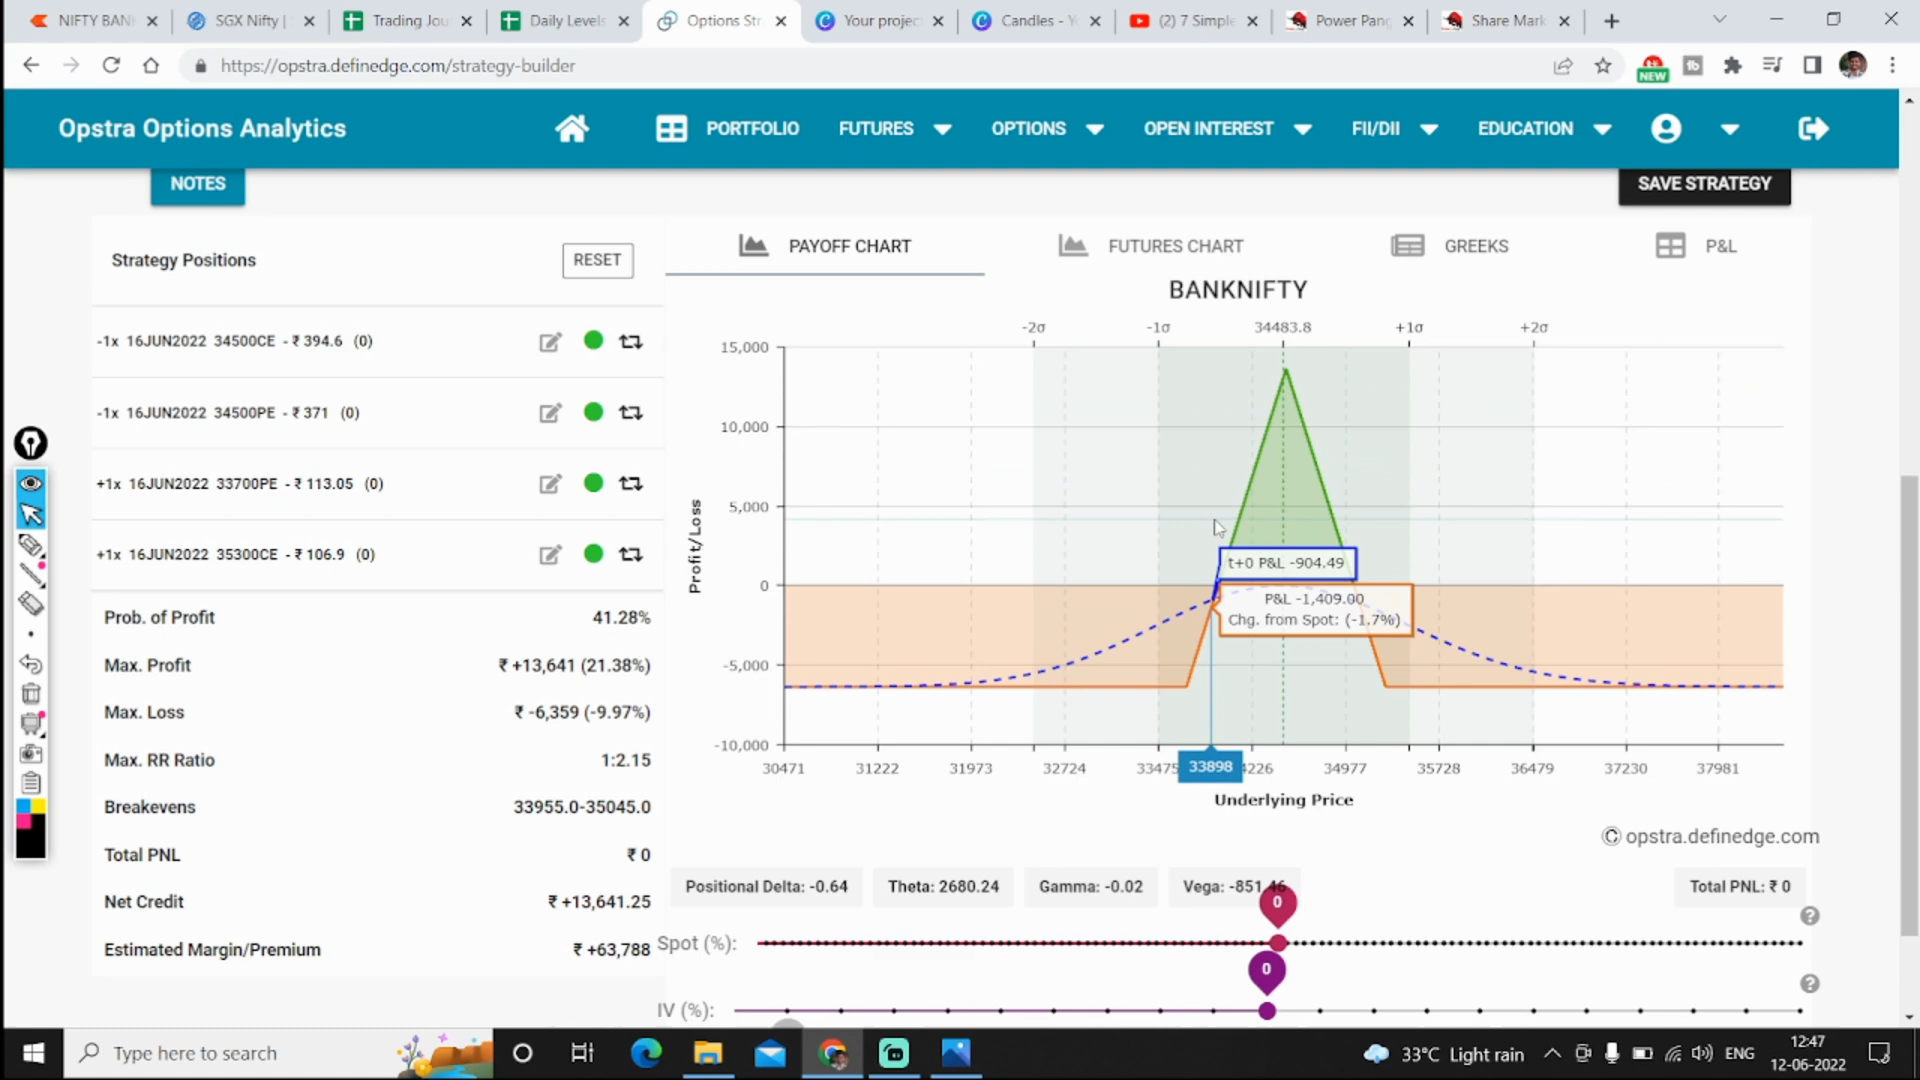 NIFTY BAN
SGX Nifty |
Trading Jou
Daily Levels
Options Str
Your projec
Candles - Y
(2) 7 Simple
Power Pang
Share Mark
https://opstra.definedge.com/strategy-builder
NEW
Opstra Options Analytics
PORTFOLIO
FUTURES
OPTIONS
OPEN INTEREST
FII/DII
EDUCATION
NOTES
SAVE STRATEGY
Strategy Positions
RESET
-1x 16JUN2022 34500CE - ₹ 394.6 (0)
-1x 16JUN2022 34500PE - ₹ 371 (0)
+1x 16JUN2022 33700PE - ₹ 113.05 (0)
+1x 16JUN2022 35300CE - ₹ 106.9 (0)
Prob. of Profit 41.28%
Max. Profit ₹ +13,641 (21.38%)
Max. Loss ₹ -6,359 (-9.97%)
Max. RR Ratio 1:2.15
Breakevens 33955.0-35045.0
Total PNL ₹ 0
Net Credit ₹ +13,641.25
Estimated Margin/Premium ₹ +63,788
PAYOFF CHART
FUTURES CHART
GREEKS
P&L
BANKNIFTY
-2σ -1σ 34483.8 +1σ +2σ
15,000
10,000
5,000
0
-5,000
-10,000
Profit/Loss
t+0 P&L -904.49
P&L -1,409.00
Chg. from Spot: (-1.7%)
30471 31222 31973 32724 33475 33898 4226 34977 35728 36479 37230 37981
Underlying Price
© opstra.definedge.com
Positional Delta: -0.64
Theta: 2680.24
Gamma: -0.02
Vega: -851.46
Total PNL: ₹ 0
0
Spot (%):
0
IV (%):
Type here to search
33°C Light rain
ENG
12:47
12-06-2022